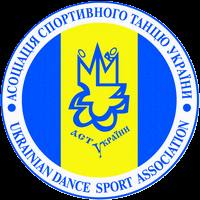 АСОЦІАЦІЯ СПОРТИВНОГО ТАНЦЮ УКРАЇНИ
АСТ УКРАЇНИ
• UKRAINIAN DANCE SPORT ASSOCIATION •